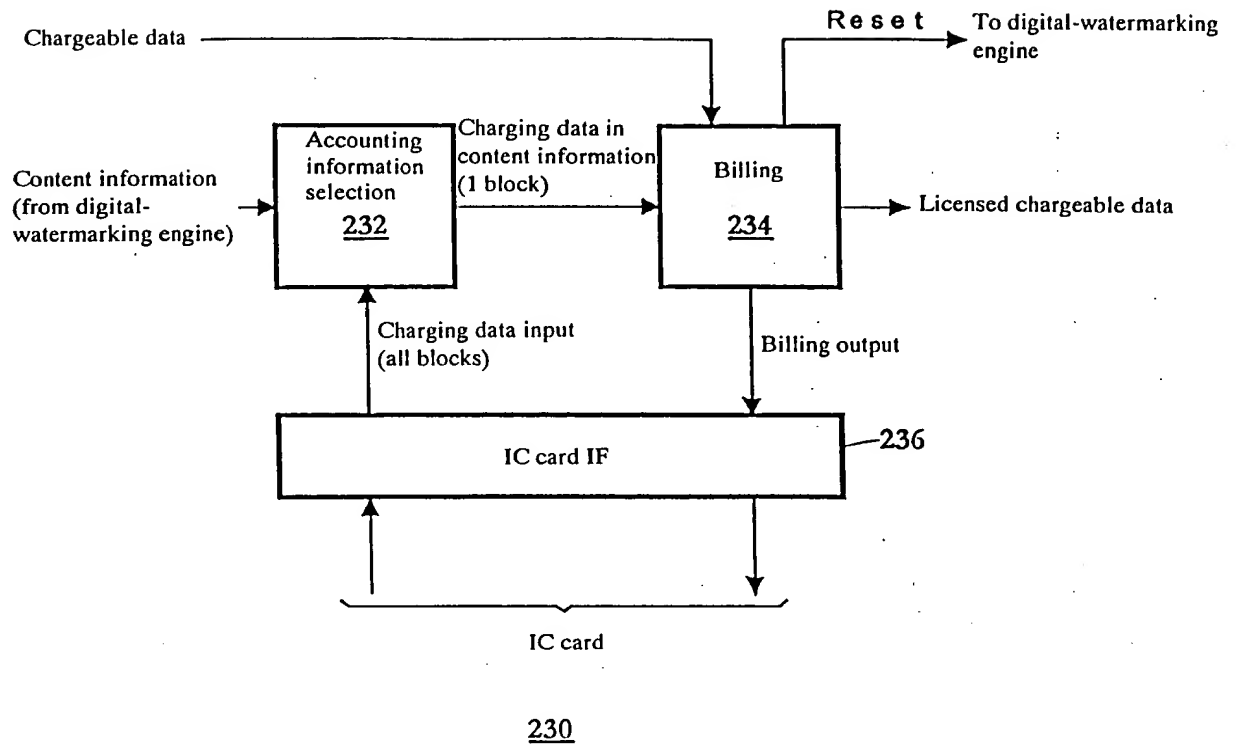 Chargeable data
Reset
To digital-watermarking
engine
Accounting
information
selection
232
Charging data in
content information
(1 block)
Billing
234
Content information
(from digital-
watermarking engine)
Licensed chargeable data
Charging data input
(all blocks)
Billing output
IC card IF
236
IC card
230